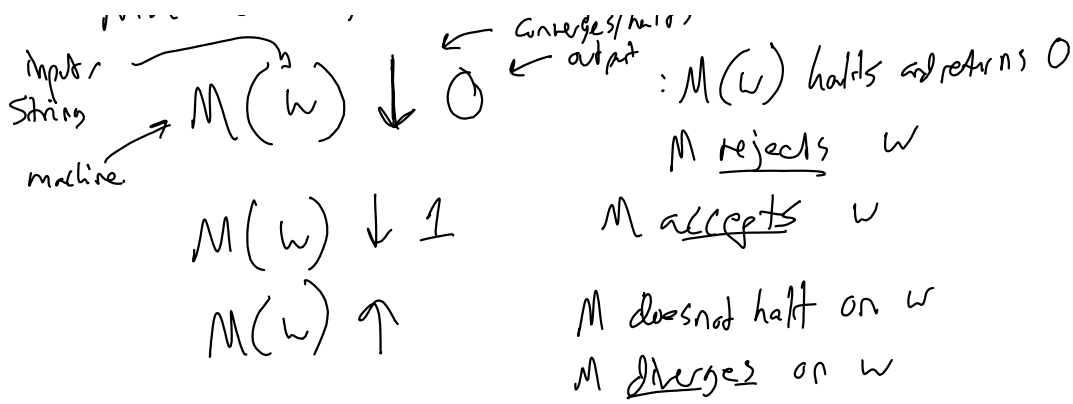 converges/halts
input
String
output
M(w) ↓ 0 : M(w) halts and returns 0
machine
M rejects w
M(w) ↓ 1 M accepts w
M(w) ↑ M does not halt on w
M diverges on w